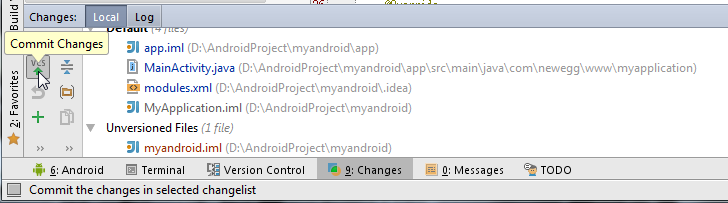 Changes: Local Log
Default (4 files)
Commit Changes
app.iml (D:\AndroidProject\myandroid\app)
VCS
MainActivity.java (D:\AndroidProject\myandroid\app\src\main\java\com\newegg\www\myapplication)
modules.xml (D:\AndroidProject\myandroid\.idea)
MyApplication.iml (D:\AndroidProject\myandroid)
Unversioned Files (1 file)
myandroid.iml (D:\AndroidProject\myandroid)
Build
2: Favorites
6: Android Terminal Version Control 9: Changes 0: Messages TODO
Commit the changes in selected changelist